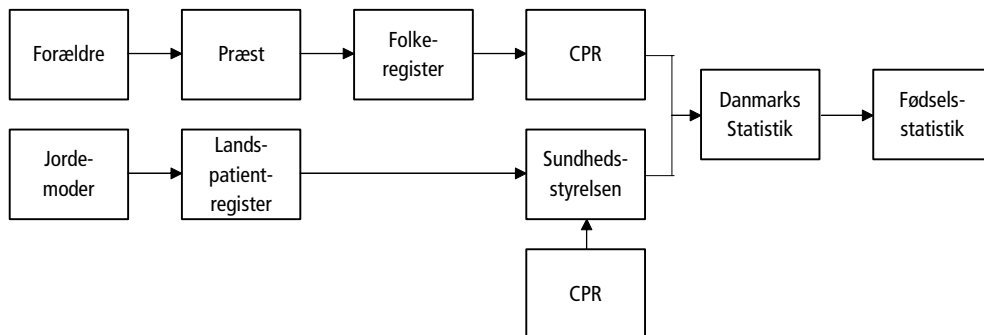 Forældre
Præst
Folke-
register
CPR
Danmarks
Statistik
Fødsels-
statistik
Jorde-
moder
Lands-
patient-
register
Sundheds-
styrelsen
CPR